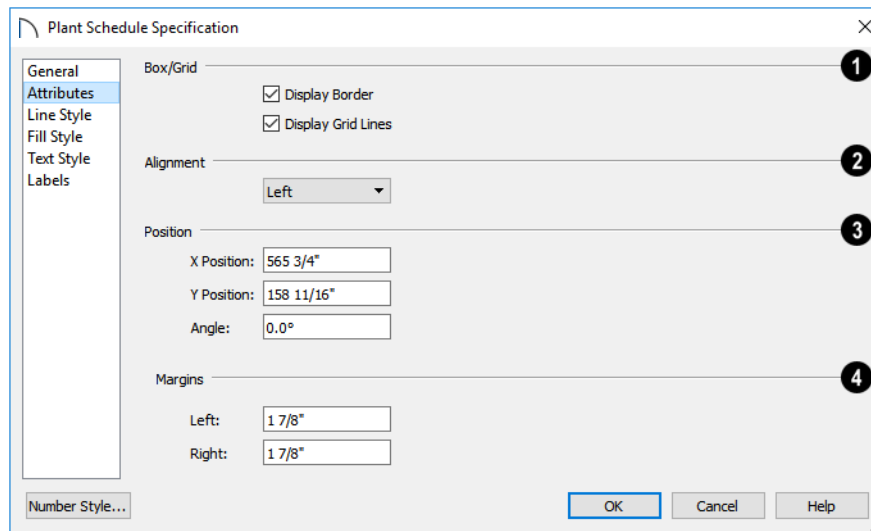 Plant Schedule Specification
General
Attributes
Line Style
Fill Style
Text Style
Labels
Box/Grid
1
Display Border
Display Grid Lines
Alignment
2
Left
Position
3
X Position: 565 3/4"
Y Position: 158 11/16"
Angle: 0.0°
Margins
4
Left: 1 7/8"
Right: 1 7/8"
Number Style...
OK
Cancel
Help